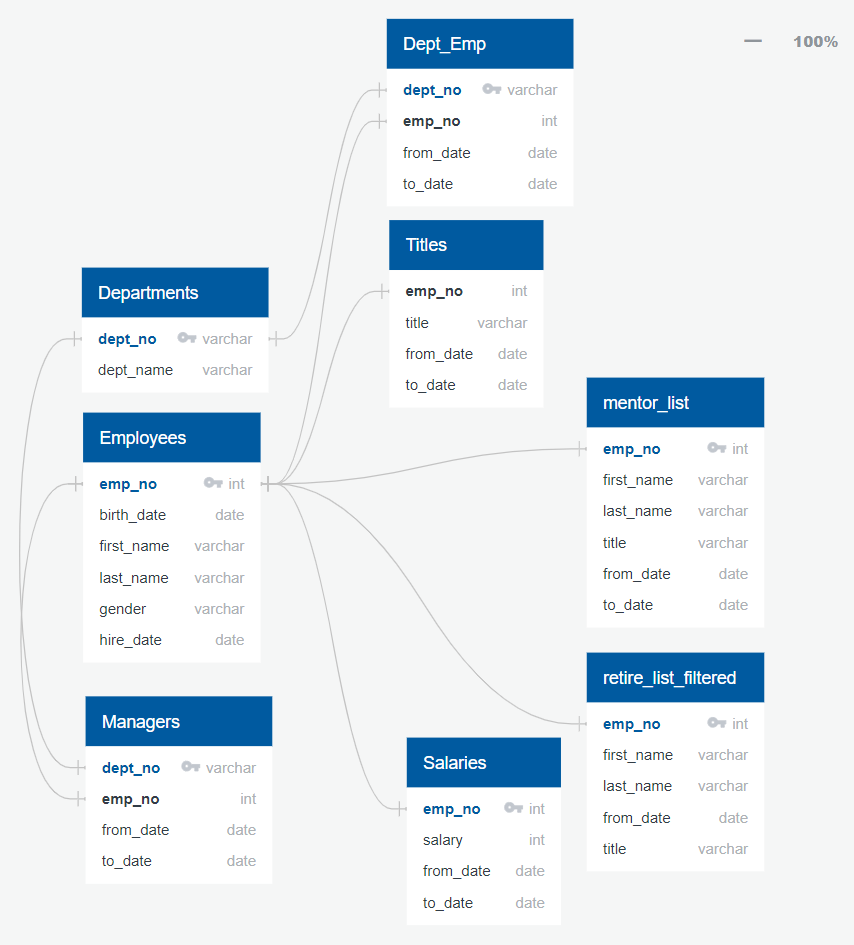 Dept_Emp
dept_no varchar
emp_no int
from_date date
to_date date
— 100%
Titles
emp_no int
title varchar
from_date date
to_date date
Departments
dept_no varchar
dept_name varchar
Employees
emp_no int
birth_date date
first_name varchar
last_name varchar
gender varchar
hire_date date
mentor_list
emp_no int
first_name varchar
last_name varchar
title varchar
from_date date
to_date date
Managers
dept_no varchar
emp_no int
from_date date
to_date date
Salaries
emp_no int
salary int
from_date date
to_date date
retire_list_filtered
emp_no int
first_name varchar
last_name varchar
from_date date
title varchar